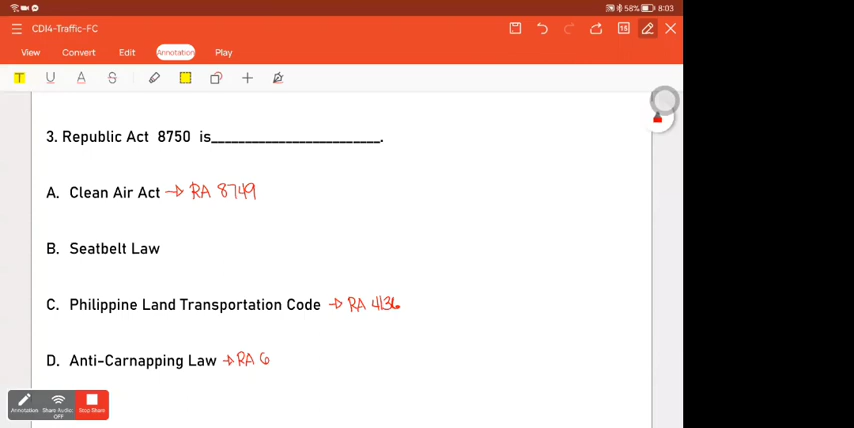 58% 8:03
CDI4-Traffic-FC
15
View Convert Edit Annotation Play
T U A S
3. Republic Act 8750 is_________________________.
A. Clean Air Act → RA 8749
B. Seatbelt Law
C. Philippine Land Transportation Code → RA 4136
D. Anti-Carnapping Law → RA 6
Annotation Share Audio: OFF Stop Share